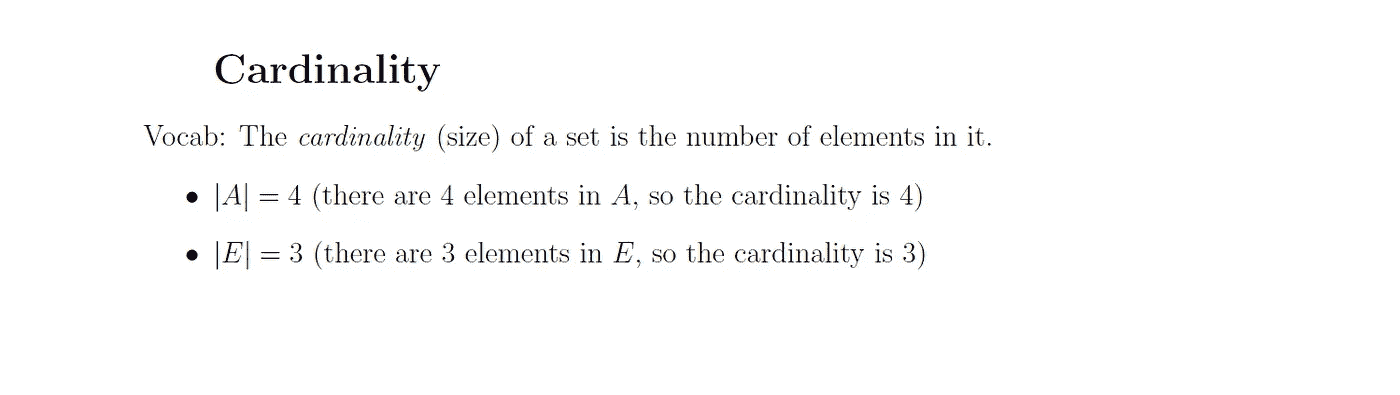 Cardinality
Vocab: The cardinality (size) of a set is the number of elements in it.
• |A| = 4 (there are 4 elements in A, so the cardinality is 4)
• |E| = 3 (there are 3 elements in E, so the cardinality is 3)